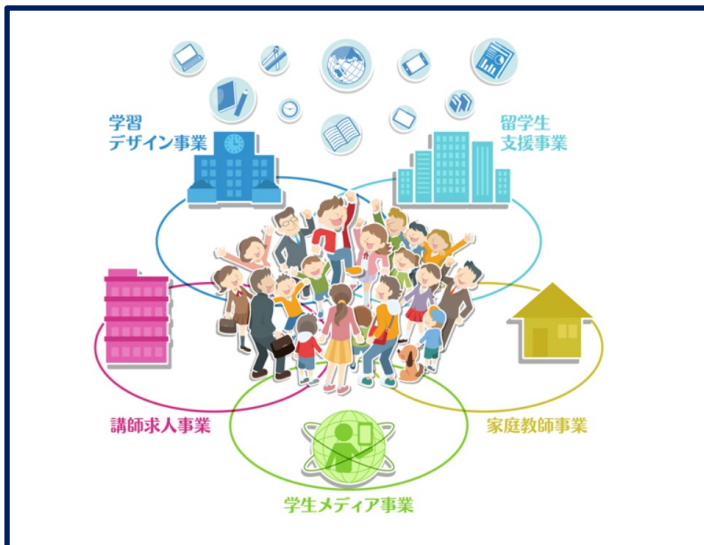 学習
デザイン事業
留学生
支援事業
講師求人事業
家庭教師事業
学生メディア事業